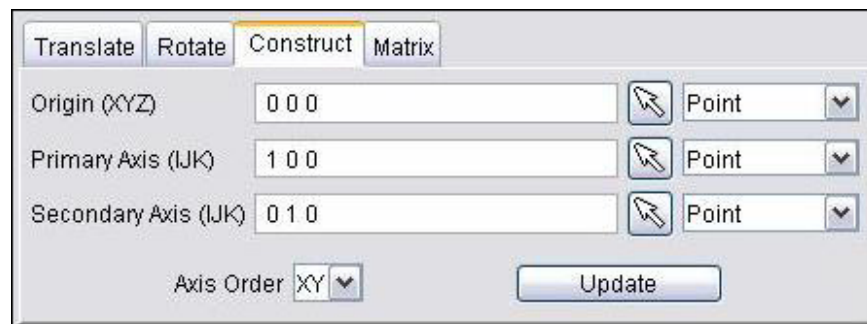 Translate Rotate Construct Matrix
Origin (XYZ) 0 0 0 Point
Primary Axis (IJK) 1 0 0 Point
Secondary Axis (IJK) 0 1 0 Point
Axis Order XY Update